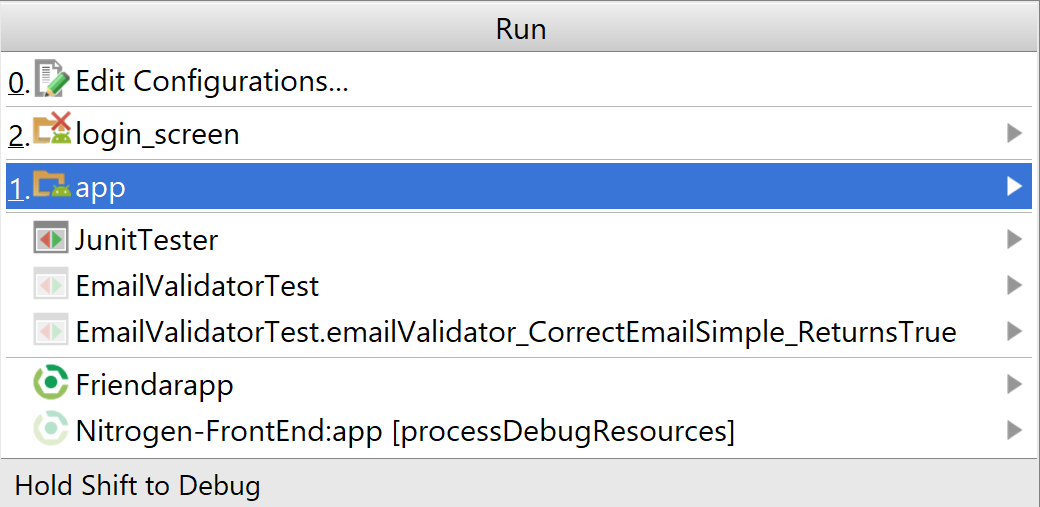 Run
0. Edit Configurations...
2. login_screen
1. app
JunitTester
EmailValidatorTest
EmailValidatorTest.emailValidator_CorrectEmailSimple_ReturnsTrue
Friendarapp
Nitrogen-FrontEnd:app [processDebugResources]
Hold Shift to Debug